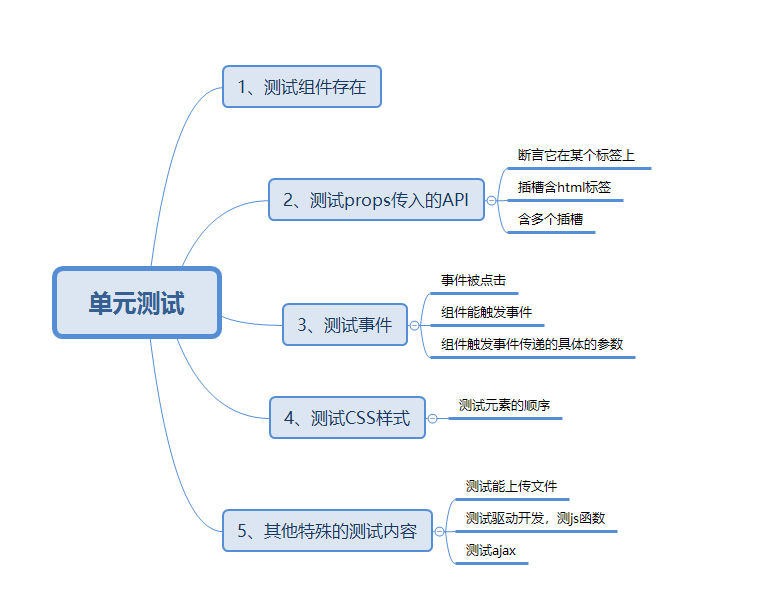 单元测试
1、测试组件存在
2、测试props传入的API
断言它在某个标签上
插槽含html标签
含多个插槽
3、测试事件
事件被点击
组件能触发事件
组件触发事件传递的具体的参数
4、测试CSS样式
测试元素的顺序
5、其他特殊的测试内容
测试能上传文件
测试驱动开发，测js函数
测试ajax